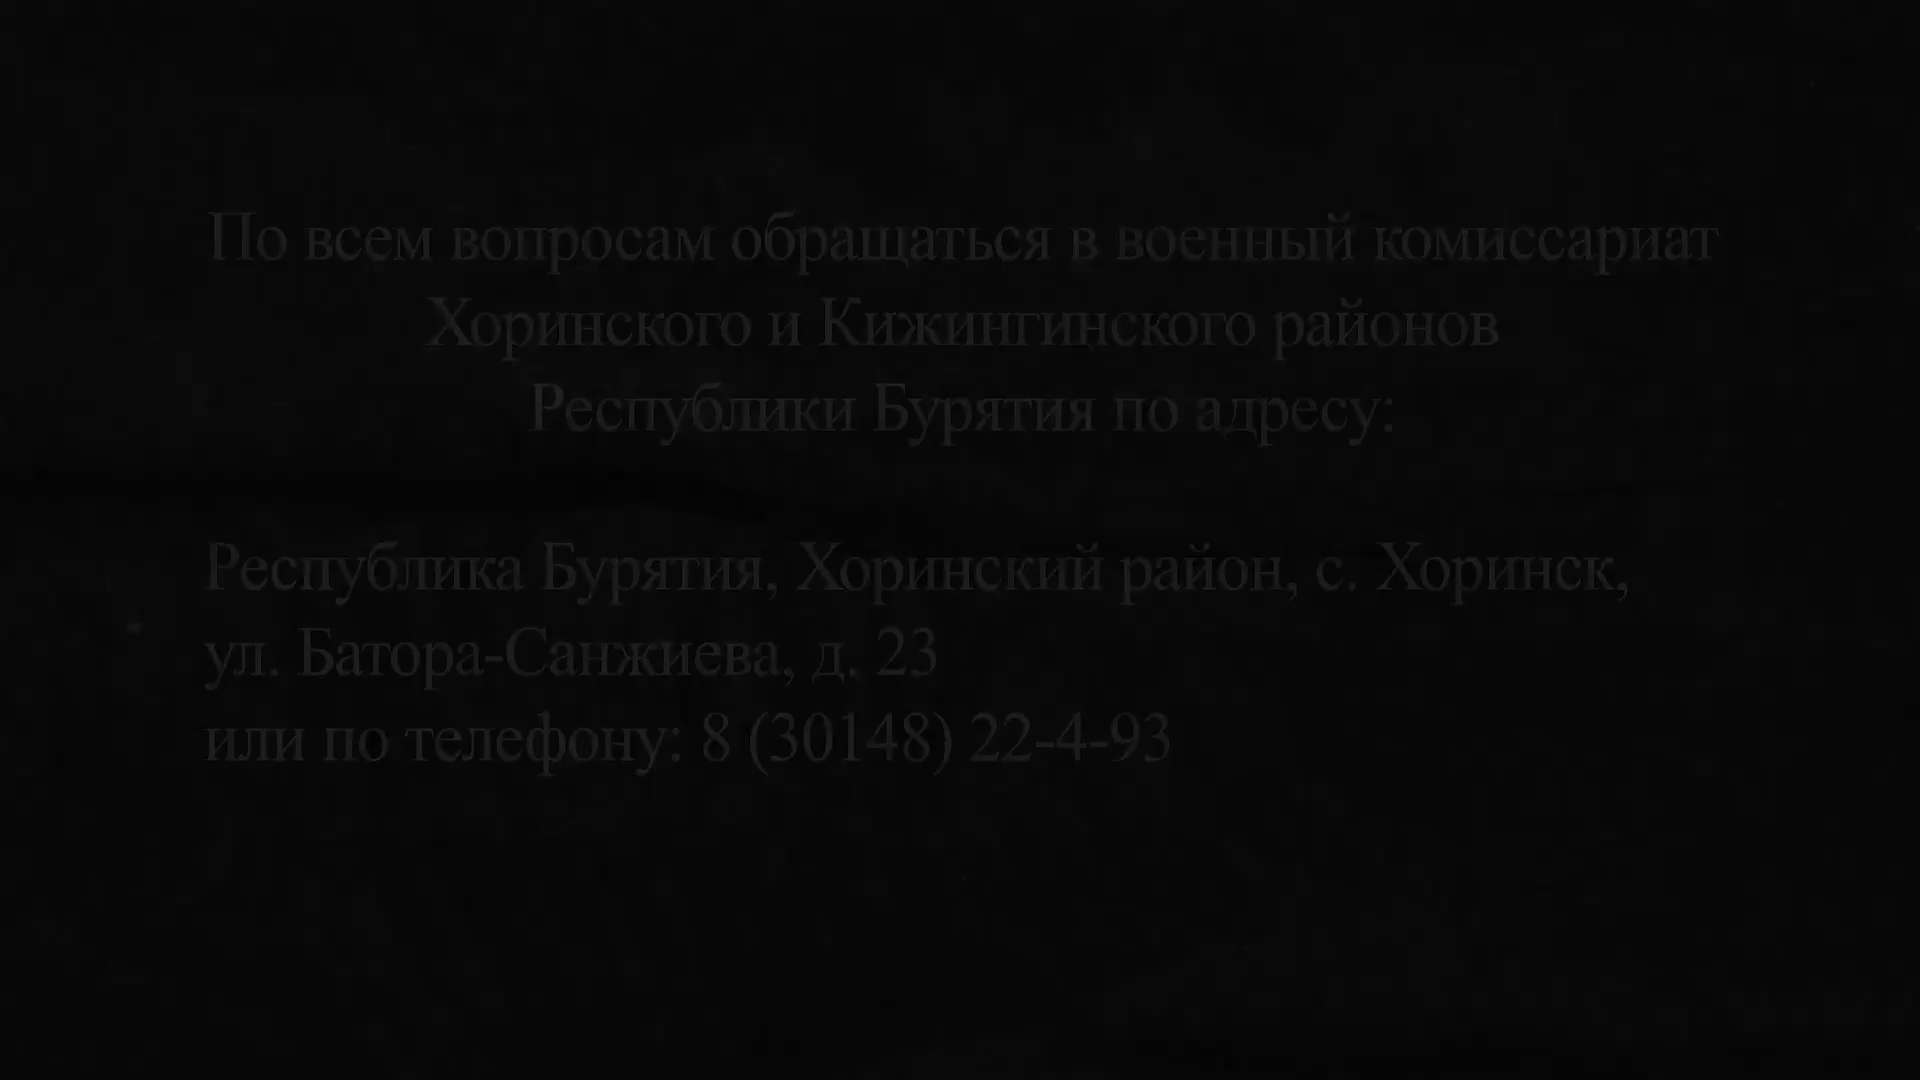 По всем вопросам обращаться в военный комиссариат
Хоринского и Кижингинского районов
Республики Бурятия по адресу:
Республика Бурятия, Хоринский район, с. Хоринск,
ул. Батора-Санжиева, д. 23
или по телефону: 8 (30148) 22-4-93